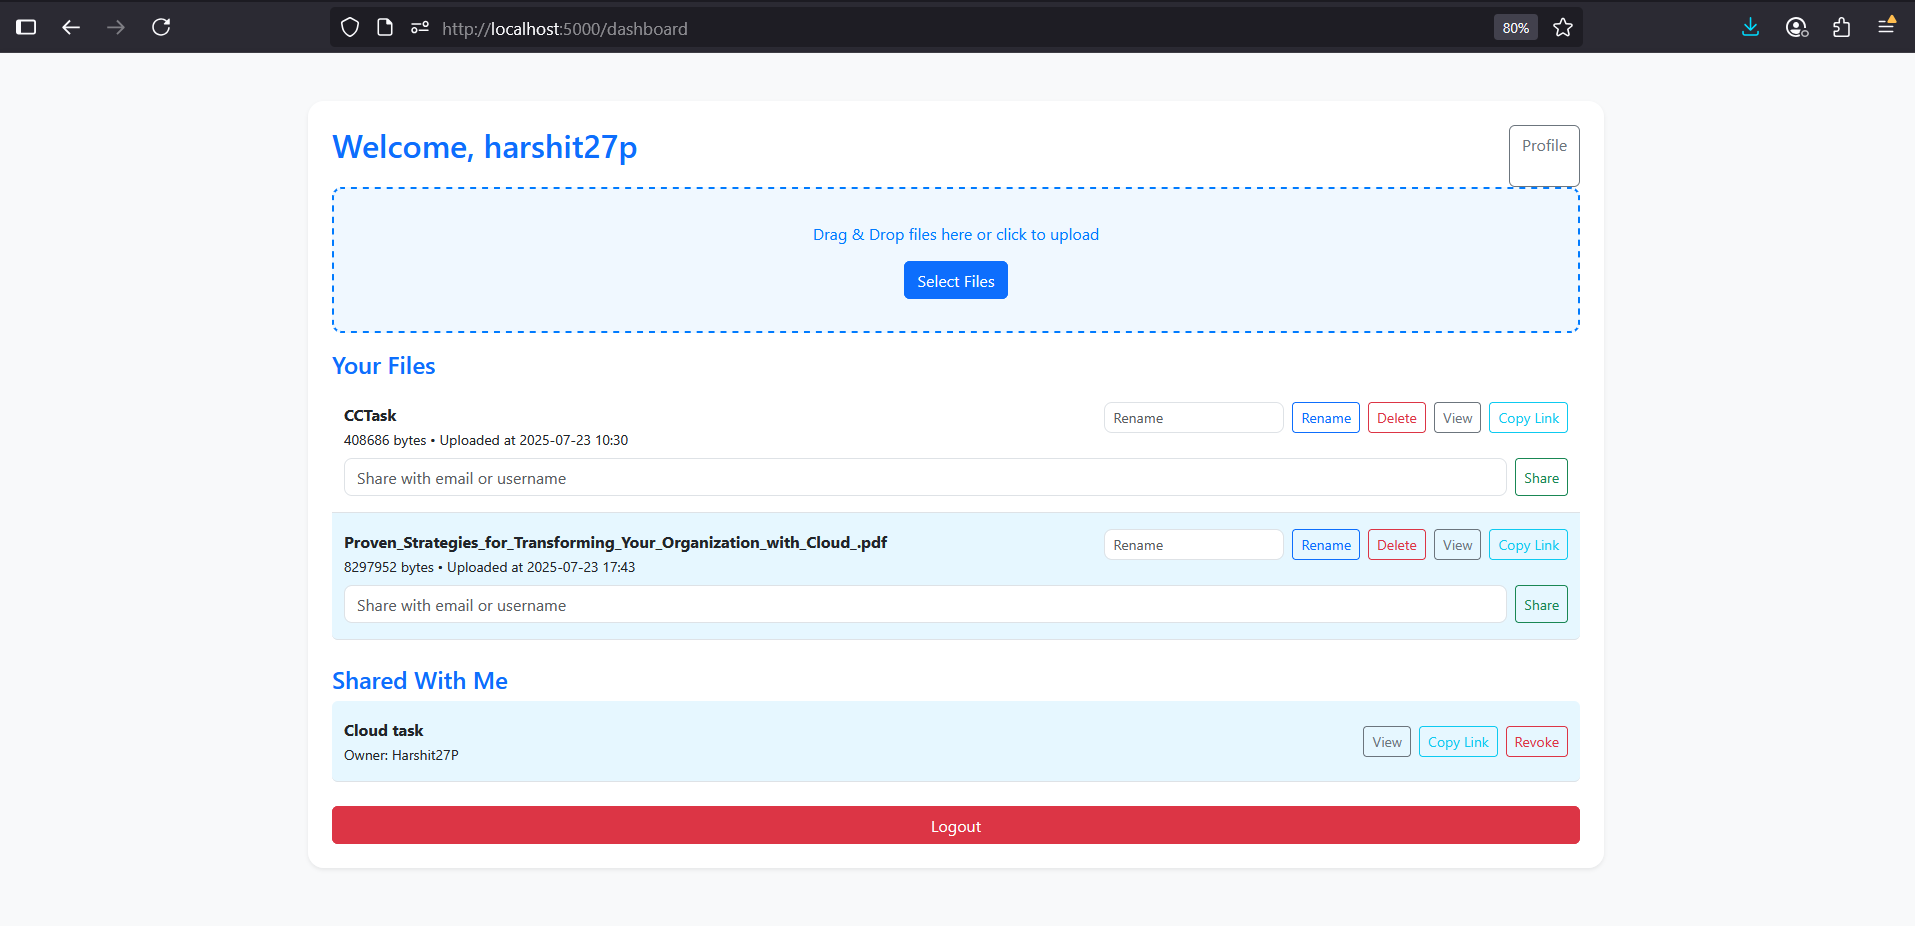 http://localhost:5000/dashboard
80%
Welcome, harshit27p
Profile
Drag & Drop files here or click to upload
Select Files
Your Files
CCTask
Rename Rename Delete View Copy Link
408686 bytes • Uploaded at 2025-07-23 10:30
Share with email or username Share
Proven_Strategies_for_Transforming_Your_Organization_with_Cloud_.pdf
Rename Rename Delete View Copy Link
8297952 bytes • Uploaded at 2025-07-23 17:43
Share with email or username Share
Shared With Me
Cloud task
View Copy Link Revoke
Owner: Harshit27P
Logout